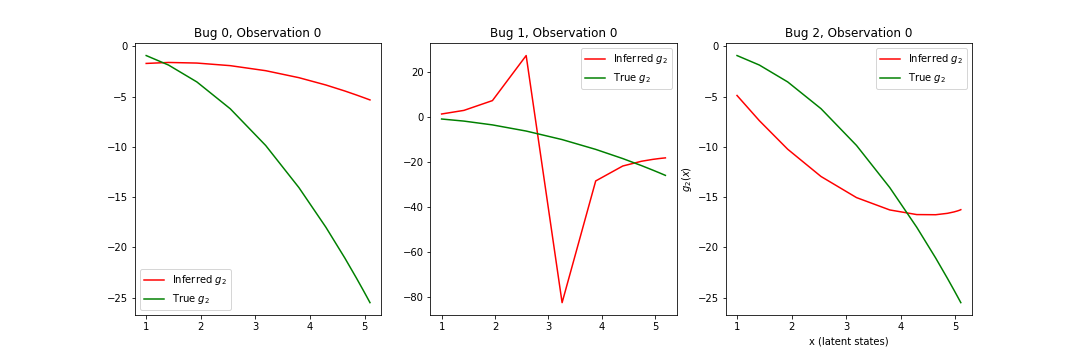 Bug 0, Observation 0
0
−5
−10
−15
−20
−25
1 2 3 4 5
Inferred g₂
True g₂
Bug 1, Observation 0
20
0
−20
−40
−60
−80
1 2 3 4 5
Inferred g₂
True g₂
Bug 2, Observation 0
g₂(x)
0
−5
−10
−15
−20
−25
1 2 3 4 5
x (latent states)
Inferred g₂
True g₂